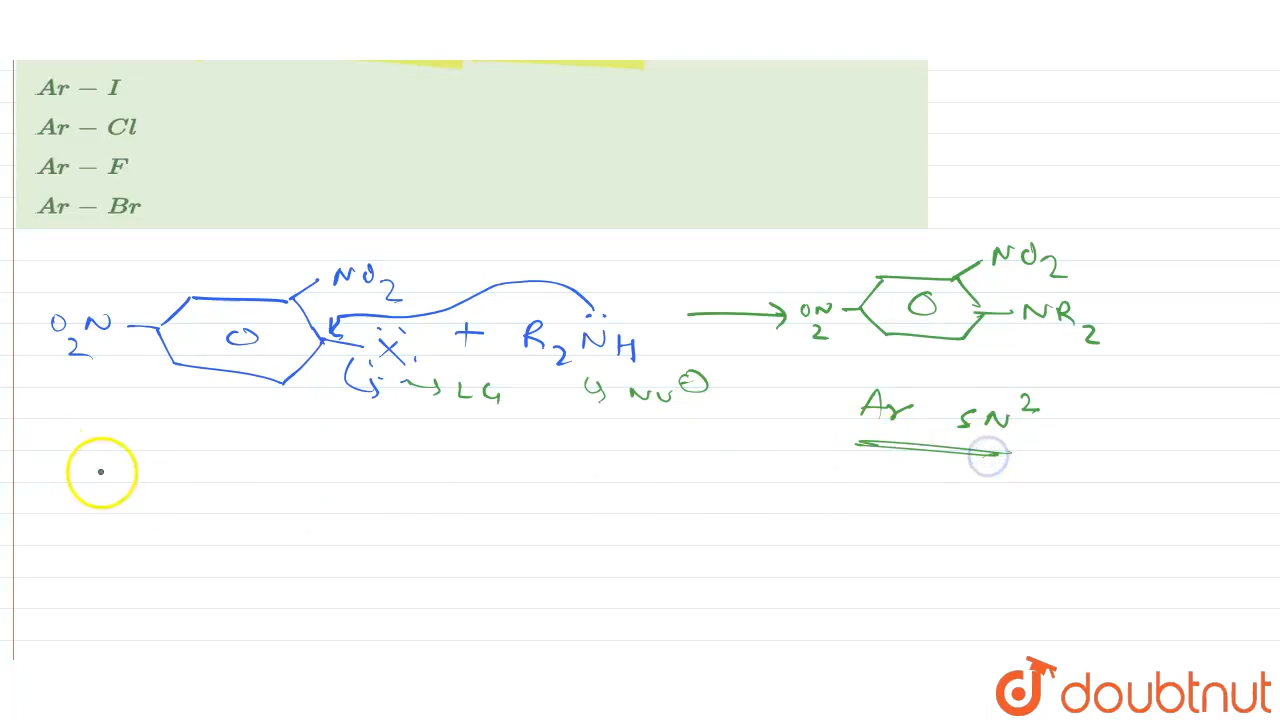 Ar - I
Ar - Cl
Ar - F
Ar - Br
O2N NO2 X + R2NH → O2N NO2 NR2
LG Nu⊖
Ar SN2
doubtnut